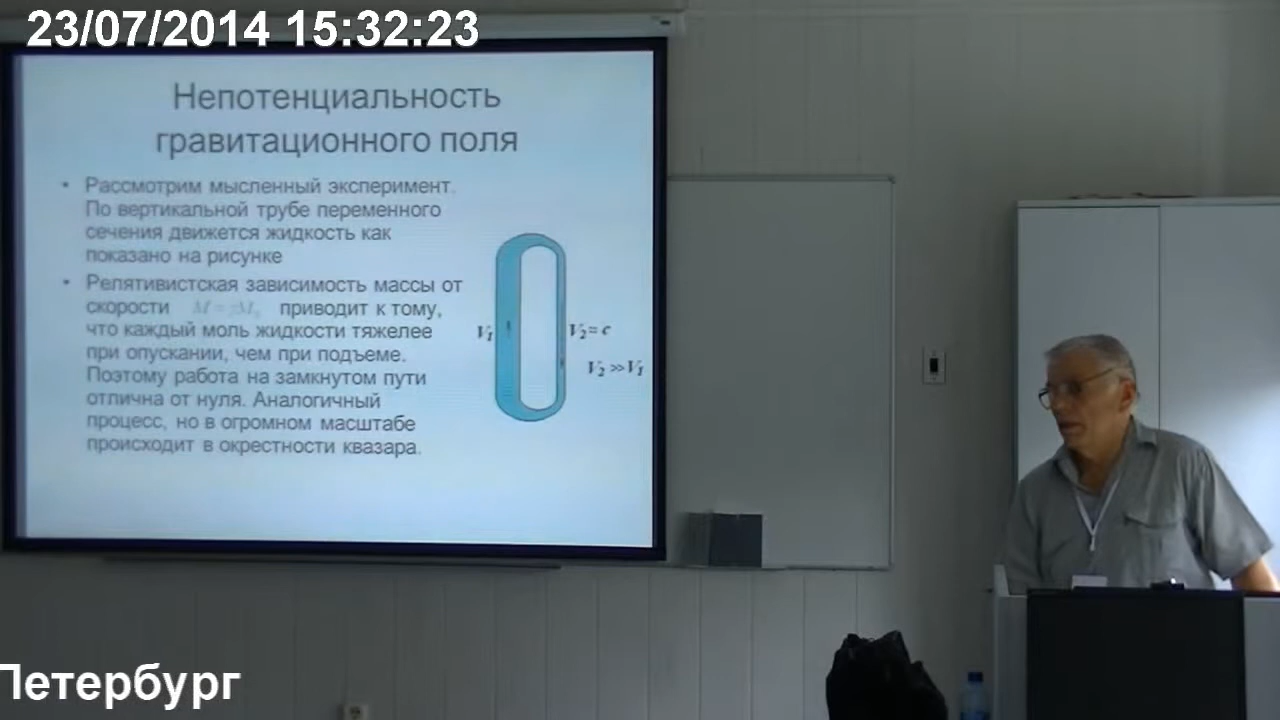 23/07/2014 15:32:23
Непотенциальность
гравитационного поля
• Рассмотрим мысленный эксперимент.
По вертикальной трубе переменного
сечения движется жидкость как
показано на рисунке
• Релятивистская зависимость массы от
скорости M = γM₀ приводит к тому,
что каждый моль жидкости тяжелее
при опускании, чем при подъеме.
Поэтому работа на замкнутом пути
отлична от нуля. Аналогичный
процесс, но в огромном масштабе
происходит в окрестности квазара.
V₁
V₂≈c
V₂>>V₁
Петербург